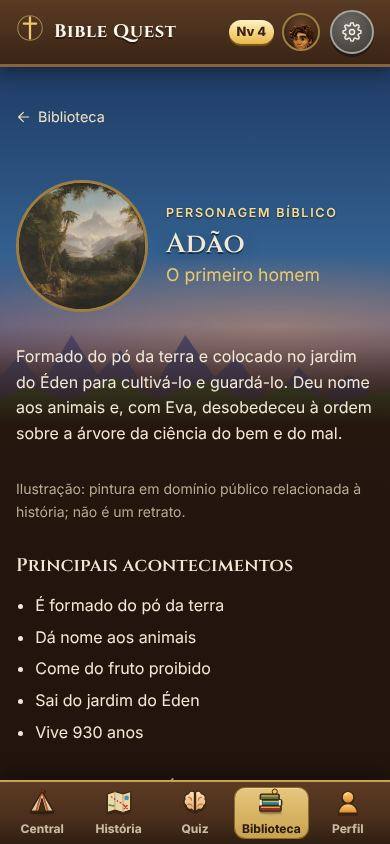 Bible Quest
Nv 4
← Biblioteca
PERSONAGEM BÍBLICO
Adão
O primeiro homem
Formado do pó da terra e colocado no jardim
do Éden para cultivá-lo e guardá-lo. Deu nome
aos animais e, com Eva, desobedeceu à ordem
sobre a árvore da ciência do bem e do mal.
Ilustração: pintura em domínio público relacionada à
história; não é um retrato.
Principais acontecimentos
• É formado do pó da terra
• Dá nome aos animais
• Come do fruto proibido
• Sai do jardim do Éden
• Vive 930 anos
Central
História
Quiz
Biblioteca
Perfil